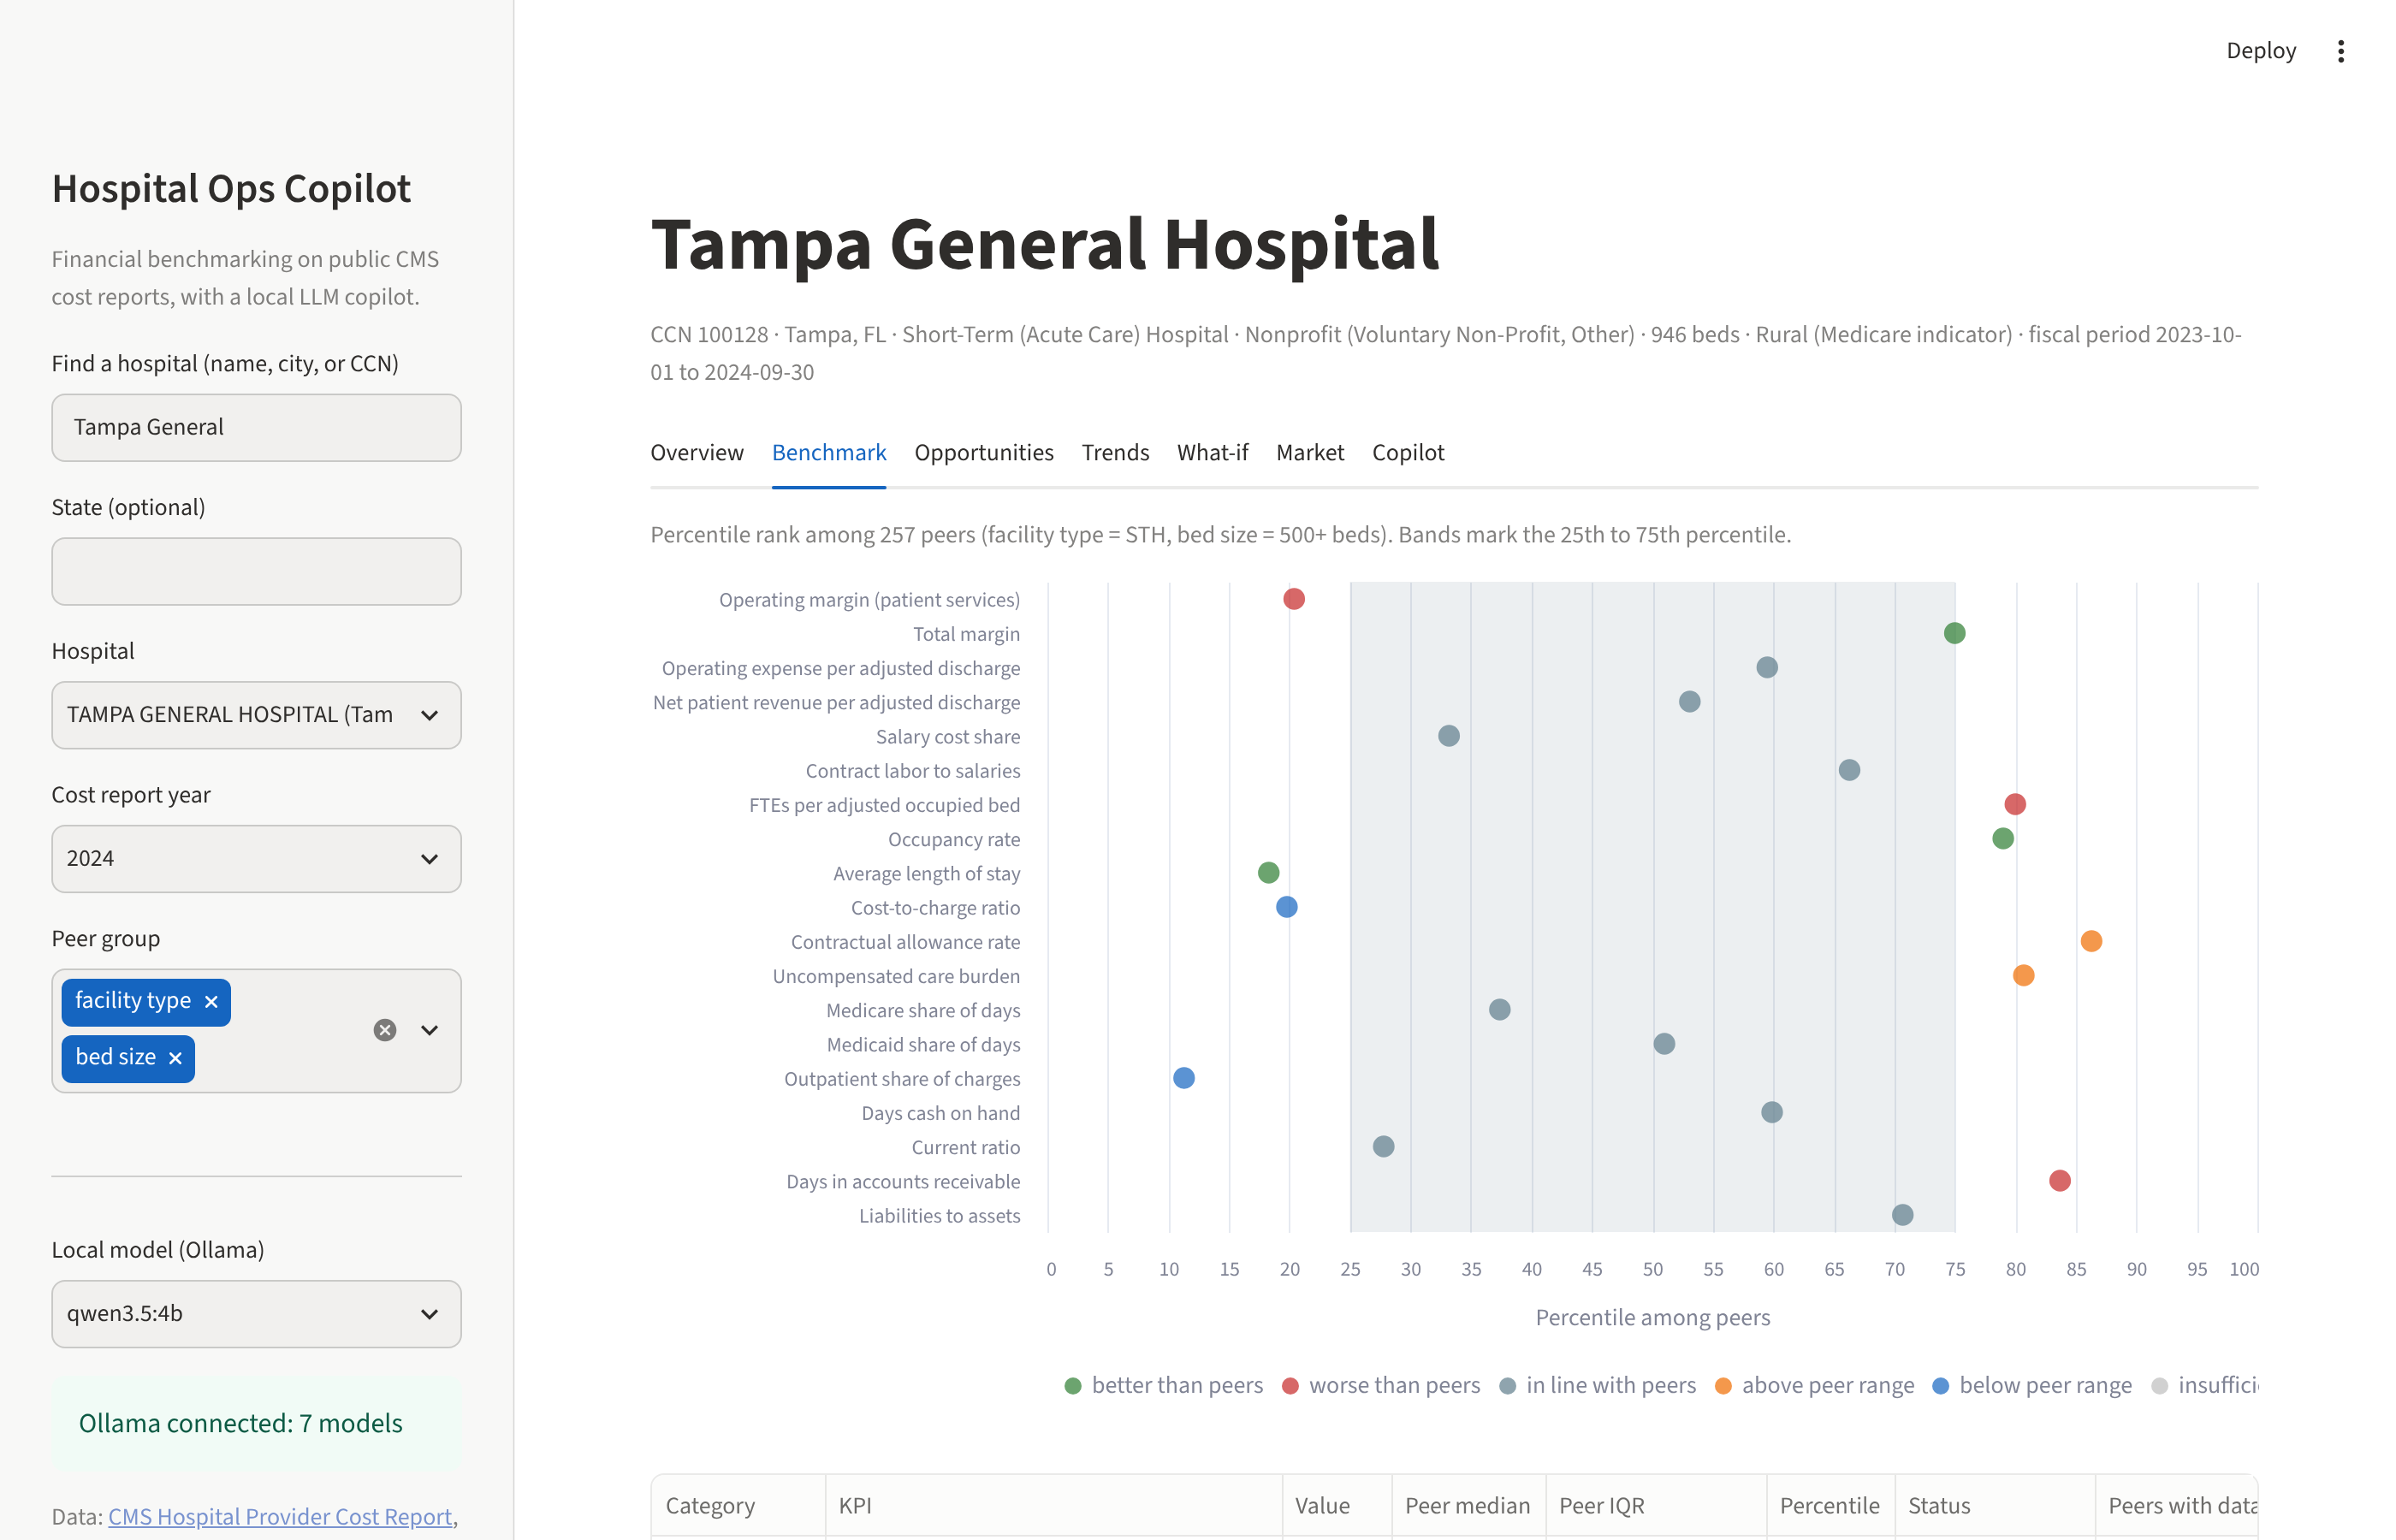 Deploy
Hospital Ops Copilot
Financial benchmarking on public CMS
cost reports, with a local LLM copilot.
Find a hospital (name, city, or CCN)
Tampa General
State (optional)
Hospital
TAMPA GENERAL HOSPITAL (Tam
Cost report year
2024
Peer group
facility type
bed size
Local model (Ollama)
qwen3.5:4b
Ollama connected: 7 models
Data: CMS Hospital Provider Cost Report,
Tampa General Hospital
CCN 100128 · Tampa, FL · Short-Term (Acute Care) Hospital · Nonprofit (Voluntary Non-Profit, Other) · 946 beds · Rural (Medicare indicator) · fiscal period 2023-10-
01 to 2024-09-30
Overview Benchmark Opportunities Trends What-if Market Copilot
Percentile rank among 257 peers (facility type = STH, bed size = 500+ beds). Bands mark the 25th to 75th percentile.
Operating margin (patient services)
Total margin
Operating expense per adjusted discharge
Net patient revenue per adjusted discharge
Salary cost share
Contract labor to salaries
FTEs per adjusted occupied bed
Occupancy rate
Average length of stay
Cost-to-charge ratio
Contractual allowance rate
Uncompensated care burden
Medicare share of days
Medicaid share of days
Outpatient share of charges
Days cash on hand
Current ratio
Days in accounts receivable
Liabilities to assets
0 5 10 15 20 25 30 35 40 45 50 55 60 65 70 75 80 85 90 95 100
Percentile among peers
better than peers worse than peers in line with peers above peer range below peer range insuffici
Category KPI Value Peer median Peer IQR Percentile Status Peers with data